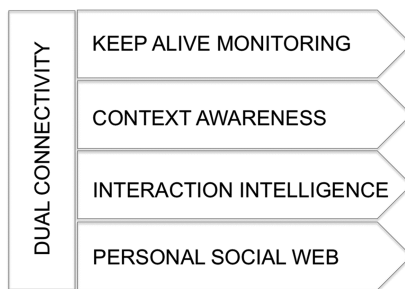 DUAL CONNECTIVITY
KEEP ALIVE MONITORING
CONTEXT AWARENESS
INTERACTION INTELLIGENCE
PERSONAL SOCIAL WEB